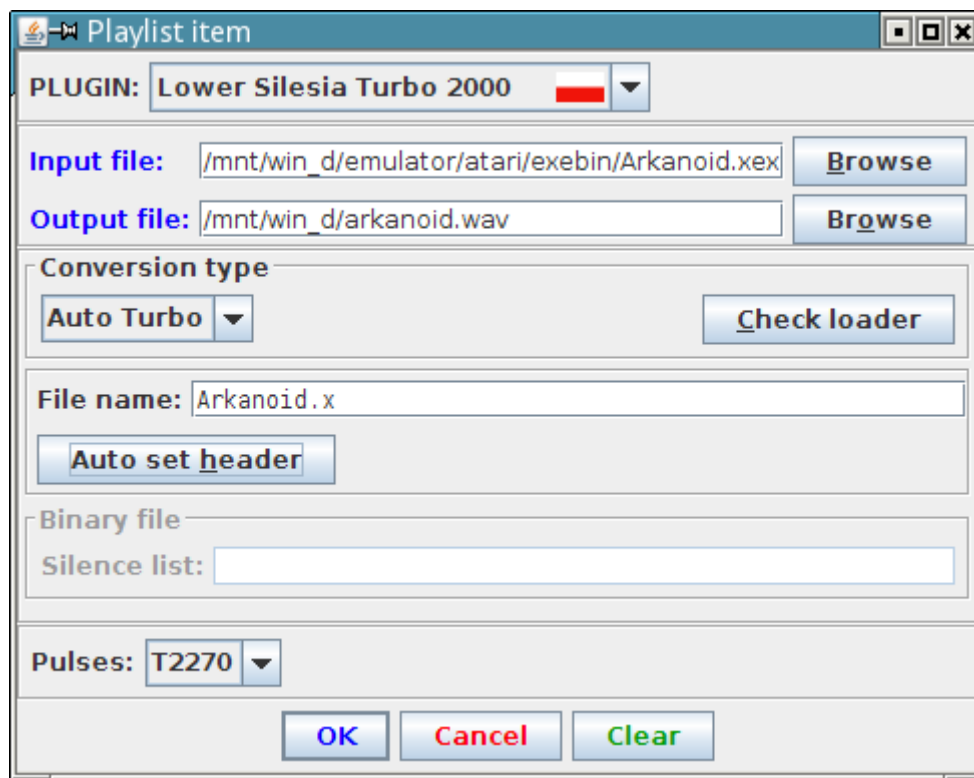 Playlist item
PLUGIN: Lower Silesia Turbo 2000
Input file: /mnt/win_d/emulator/atari/exebin/Arkanoid.xex Browse
Output file: /mnt/win_d/arkanoid.wav Browse
Conversion type
Auto Turbo Check loader
File name: Arkanoid.x
Auto set header
Binary file
Silence list:
Pulses: T2270
OK Cancel Clear